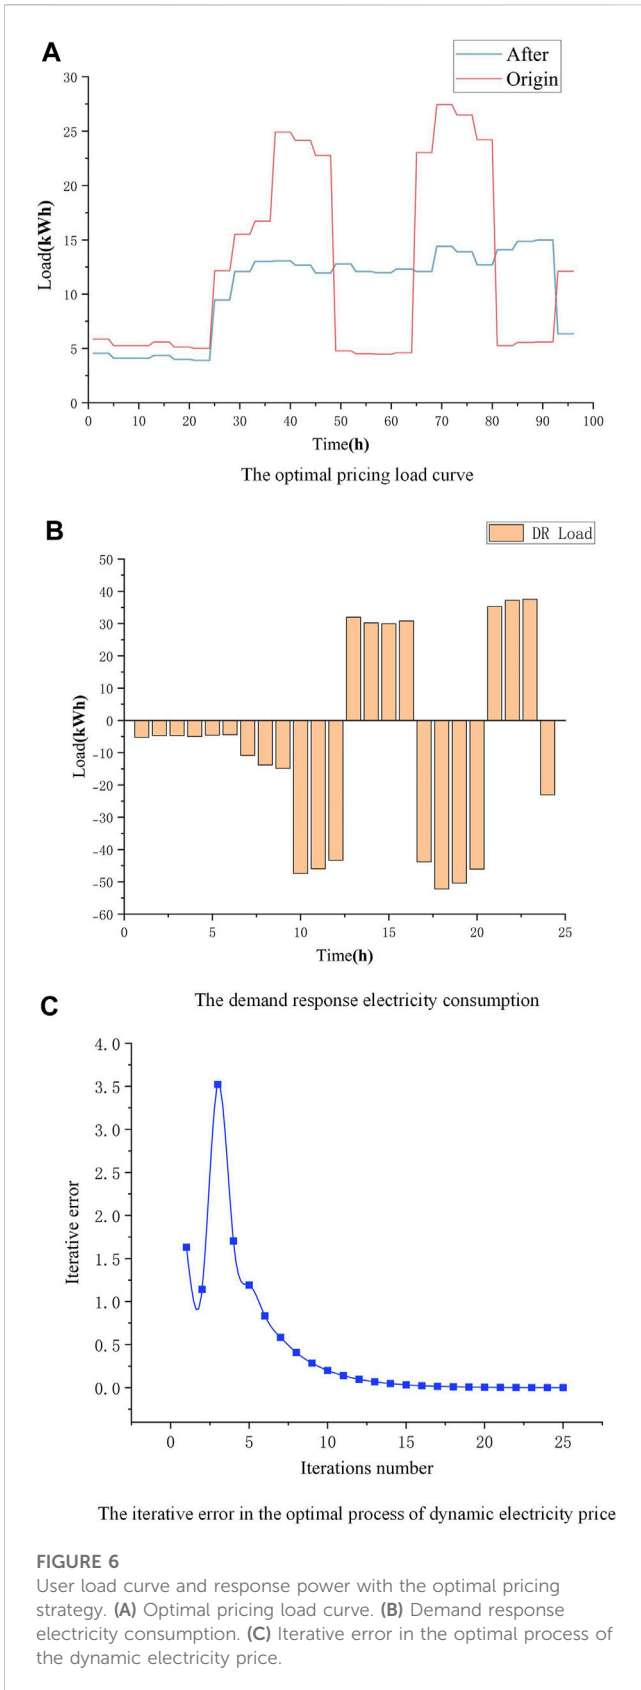 A
After
Origin
30
25
20
15
10
5
0
Load(kWh)
0 10 20 30 40 50 60 70 80 90 100
Time(h)
The optimal pricing load curve
B
DR Load
50
40
30
20
10
0
-10
-20
-30
-40
-50
-60
Load(kWh)
0 5 10 15 20 25
Time(h)
The demand response electricity consumption
C
4.0
3.5
3.0
2.5
2.0
1.5
1.0
0.5
0.0
Iterative error
0 5 10 15 20 25
Iterations number
The iterative error in the optimal process of dynamic electricity price
FIGURE 6
User load curve and response power with the optimal pricing
strategy. (A) Optimal pricing load curve. (B) Demand response
electricity consumption. (C) Iterative error in the optimal process of
the dynamic electricity price.